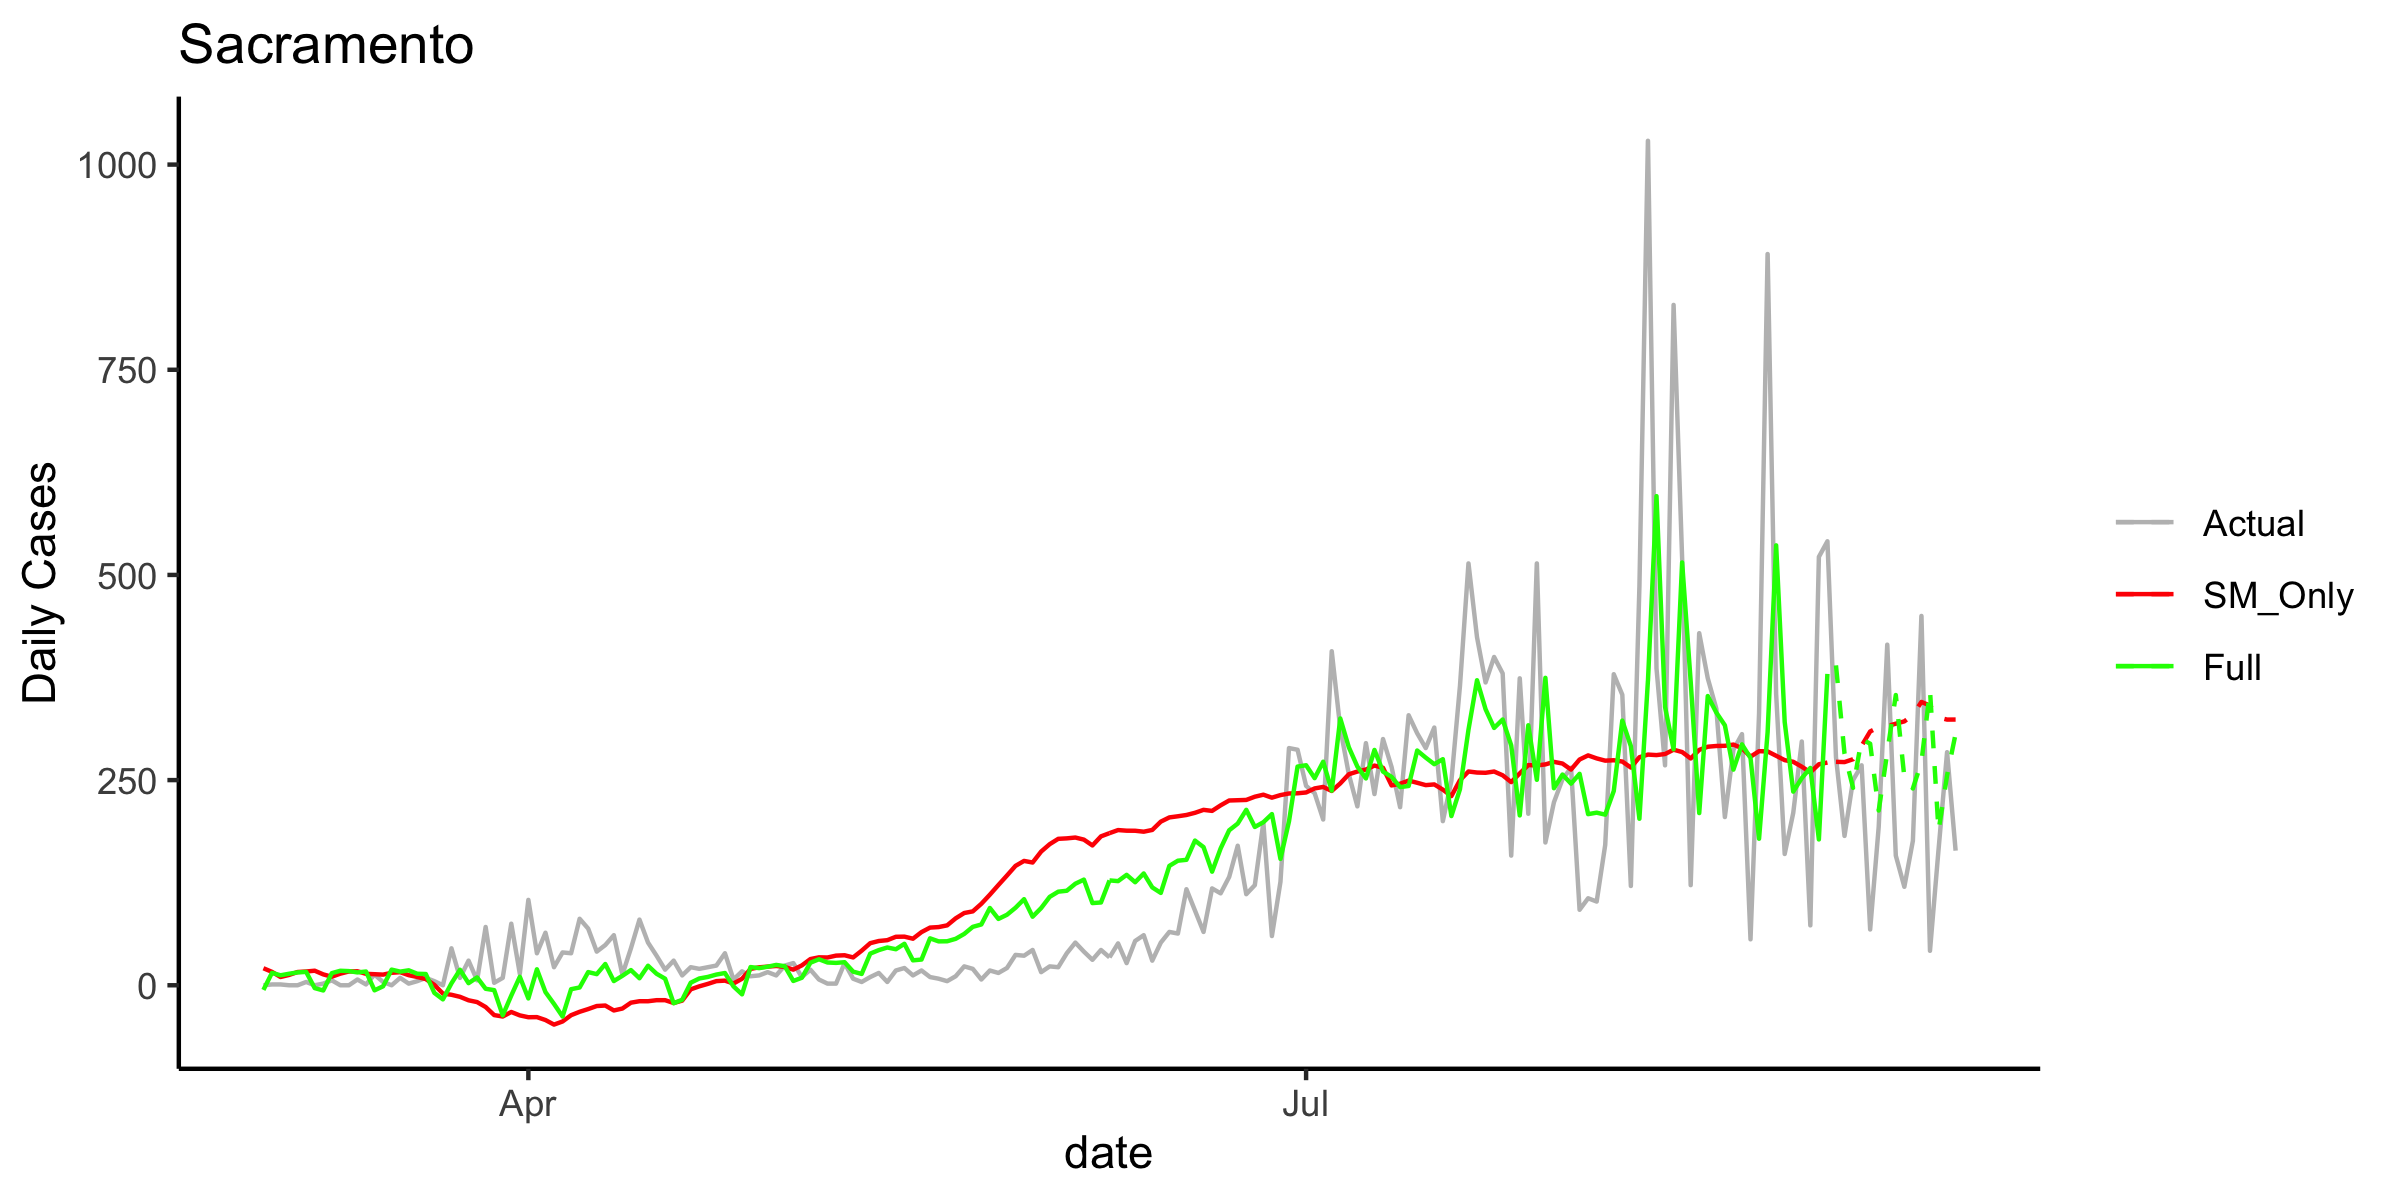 Sacramento
1000
750
500
250
0
Daily Cases
Apr
Jul
date
Actual
SM_Only
Full